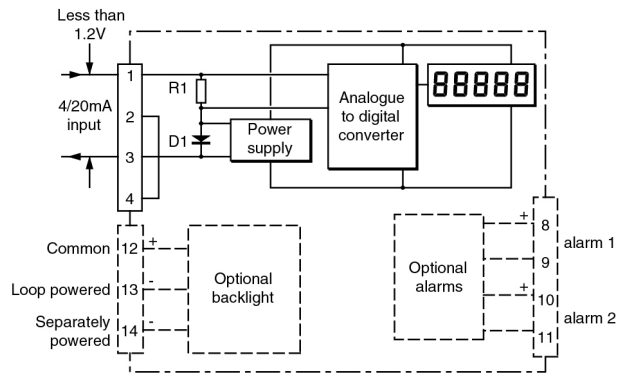 Less than
1.2V
4/20mA
input
1
2
3
4
R1
D1
Power
supply
Analogue
to digital
converter
88888
Common
Loop powered
Separately
powered
12 +
13 -
14 -
Optional
backlight
Optional
alarms
+ 8
9
+ 10
11
alarm 1
alarm 2